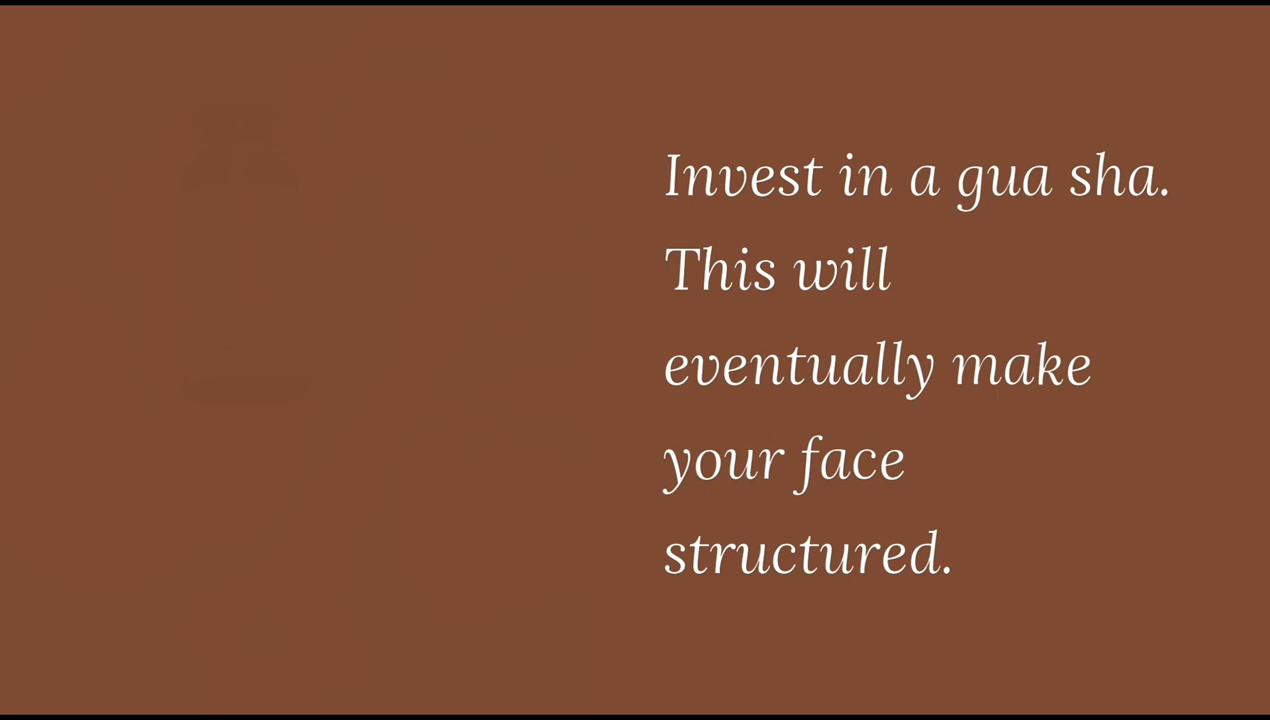 Invest in a gua sha.
This will
eventually make
your face
structured.